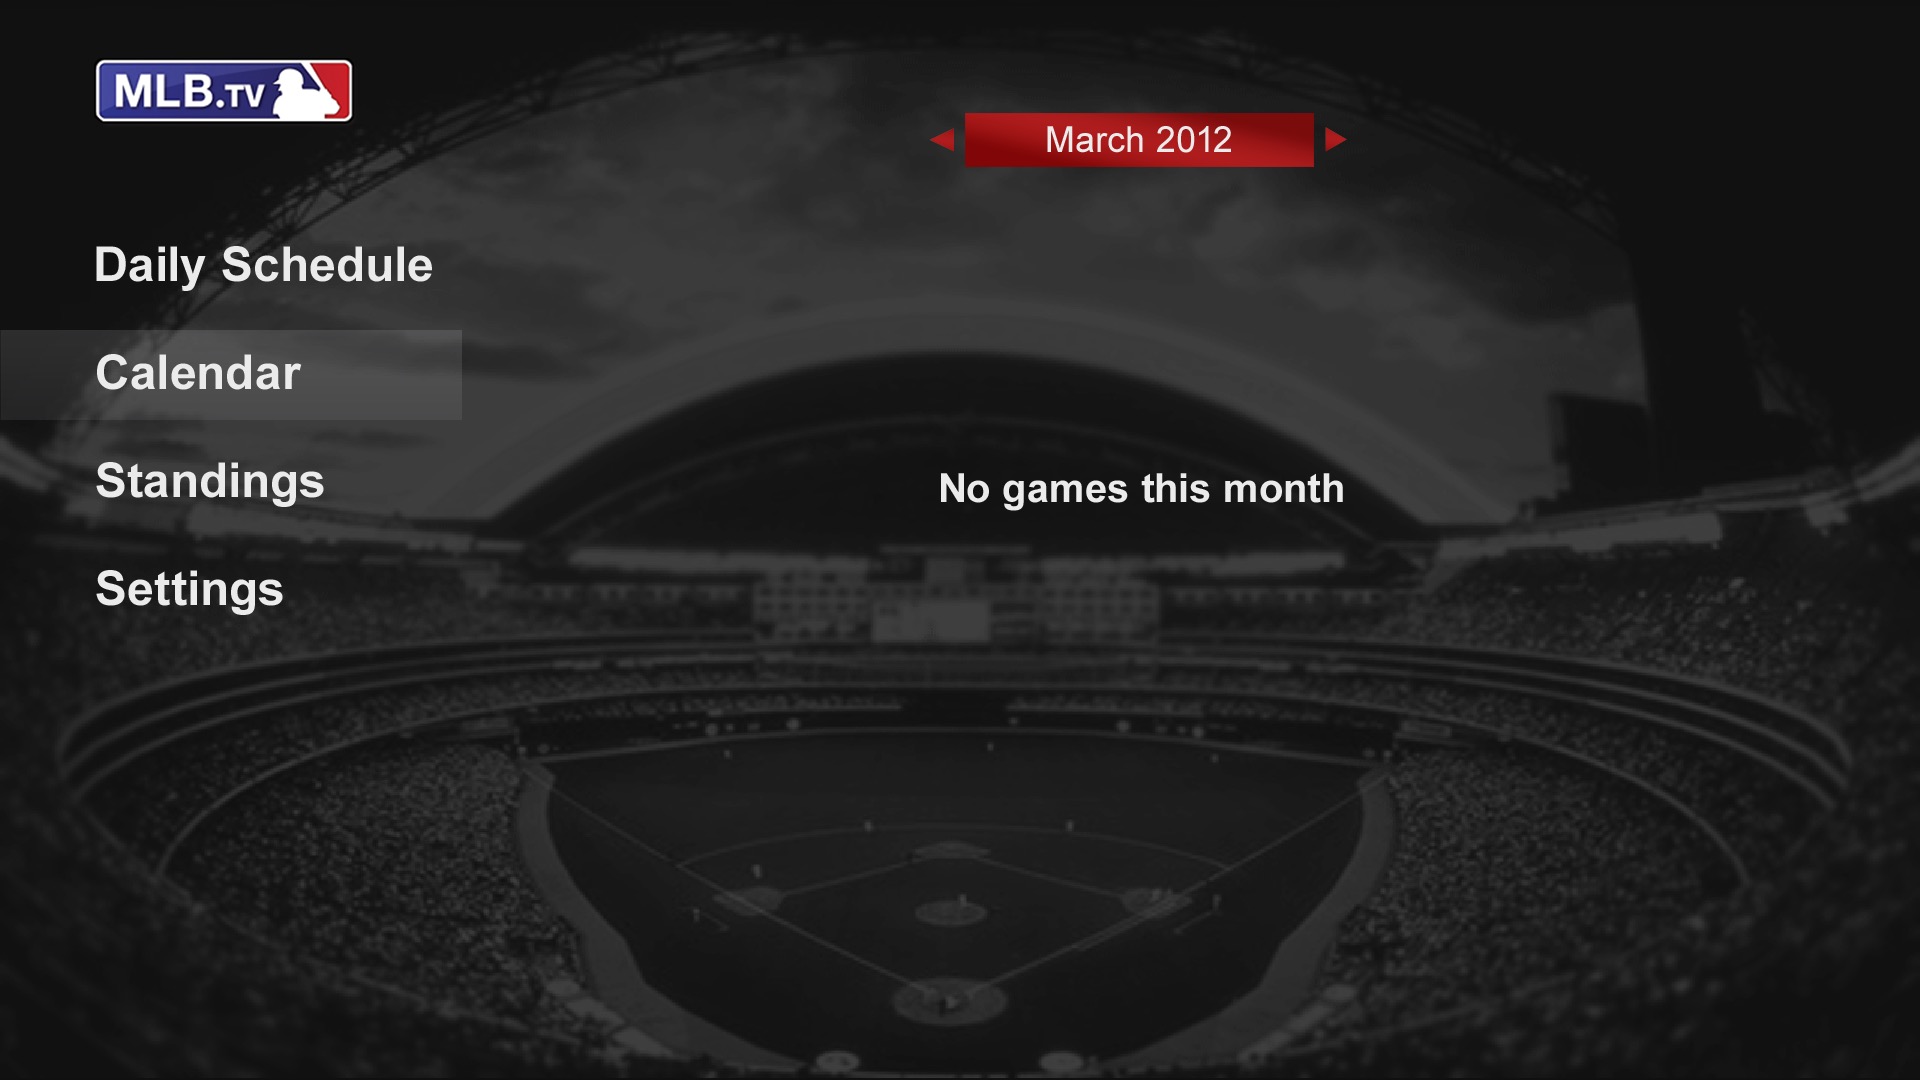 MLB.TV
March 2012
Daily Schedule
Calendar
Standings
Settings
No games this month